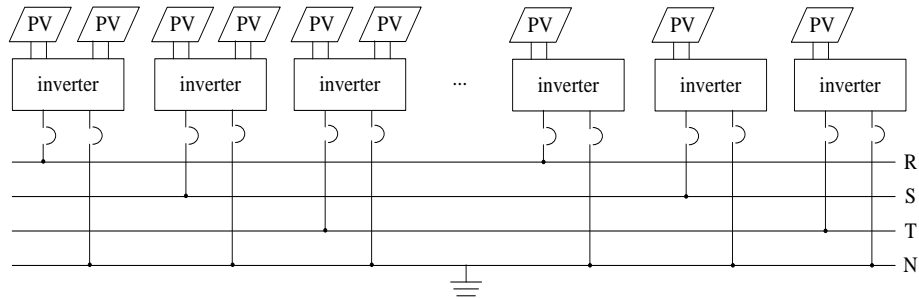 PV PV PV PV PV PV PV PV PV
inverter inverter inverter ... inverter inverter inverter
R
S
T
N